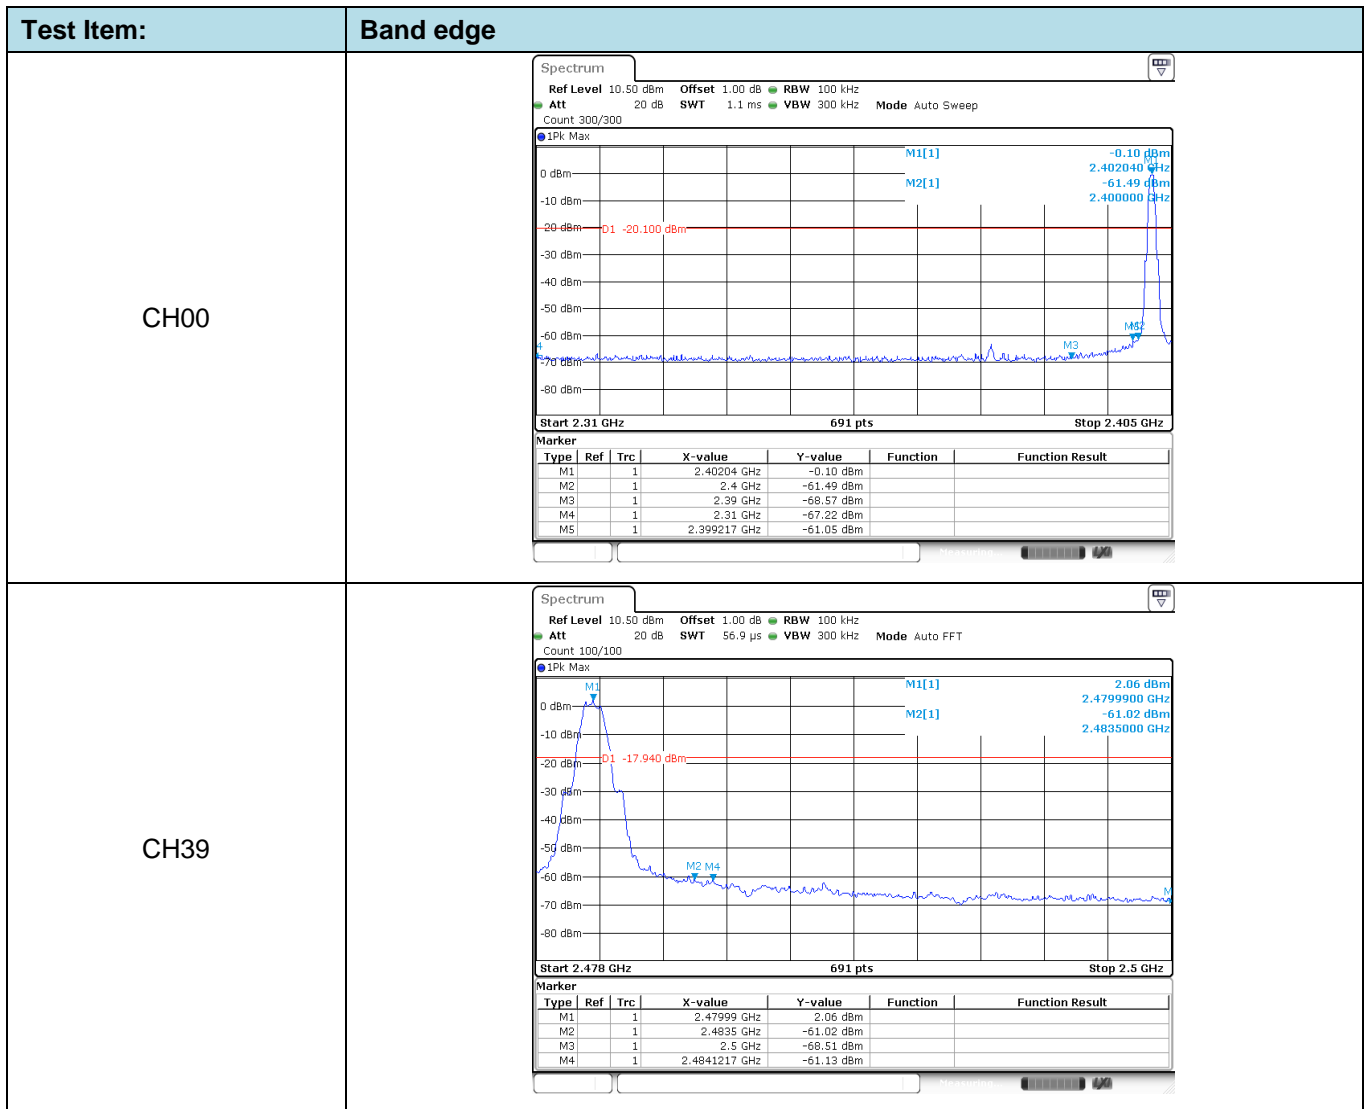 Test Item: Band edge
CH00
Spectrum
Ref Level 10.50 dBm Offset 1.00 dB RBW 100 kHz
Att 20 dB SWT 1.1 ms VBW 300 kHz Mode Auto Sweep
Count 300/300
1Pk Max
M1[1] -0.10 dBm
2.402040 GHz
M2[1] -61.49 dBm
2.400000 GHz
M1
0 dBm
-10 dBm
-20 dBm
D1 -20.100 dBm
-30 dBm
-40 dBm
-50 dBm
-60 dBm
M2
M3
4
-70 dBm
-80 dBm
Start 2.31 GHz 691 pts Stop 2.405 GHz
Marker
Type Ref Trc X-value Y-value Function Function Result
M1 1 2.40204 GHz -0.10 dBm
M2 1 2.4 GHz -61.49 dBm
M3 1 2.39 GHz -68.57 dBm
M4 1 2.31 GHz -67.22 dBm
M5 1 2.399217 GHz -61.05 dBm
Measuring...
LXI
CH39
Spectrum
Ref Level 10.50 dBm Offset 1.00 dB RBW 100 kHz
Att 20 dB SWT 56.9 µs VBW 300 kHz Mode Auto FFT
Count 100/100
1Pk Max
M1[1] 2.06 dBm
2.4799900 GHz
M2[1] -61.02 dBm
2.4835000 GHz
M1
0 dBm
-10 dBm
-20 dBm
D1 -17.940 dBm
-30 dBm
-40 dBm
-50 dBm
M2 M4
-60 dBm
M
-70 dBm
-80 dBm
Start 2.478 GHz 691 pts Stop 2.5 GHz
Marker
Type Ref Trc X-value Y-value Function Function Result
M1 1 2.47999 GHz 2.06 dBm
M2 1 2.4835 GHz -61.02 dBm
M3 1 2.5 GHz -68.51 dBm
M4 1 2.4841217 GHz -61.13 dBm
Measuring...
LXI